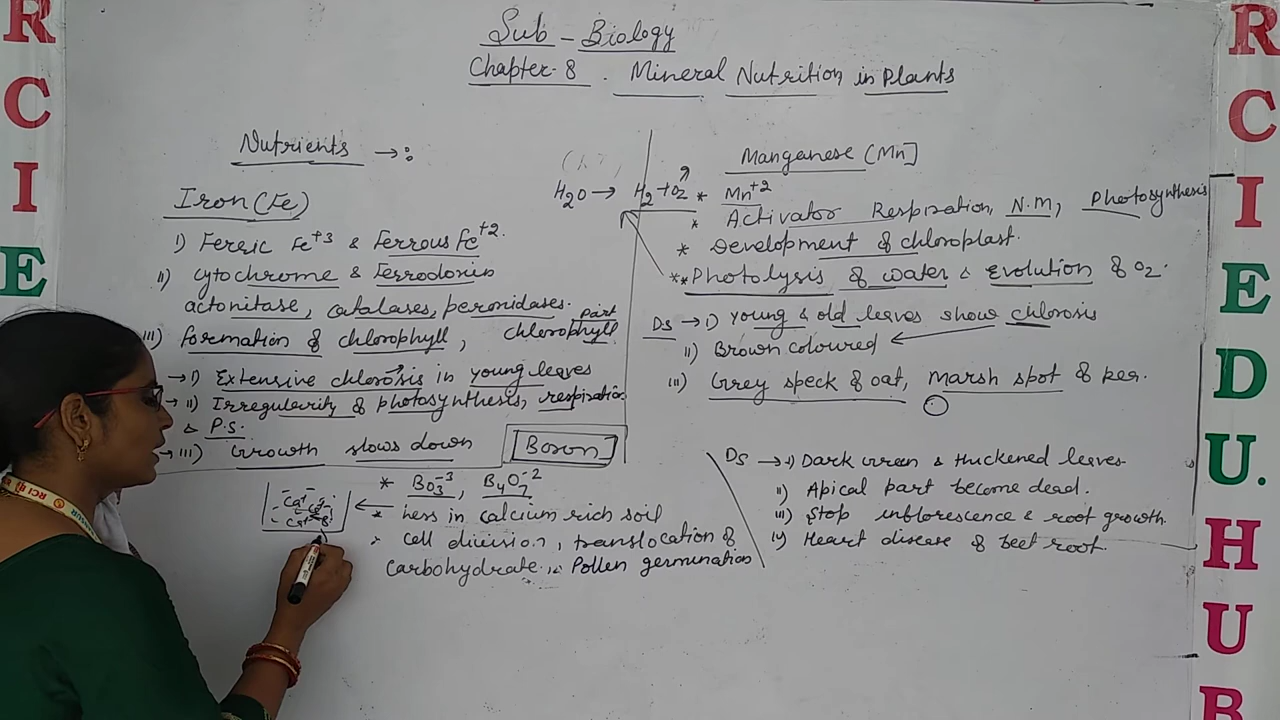 Sub - Biology
Chapter-8 . Mineral Nutrition in Plants
Nutrients →:
Iron (Fe)
i) Ferric Fe+3 & Ferrous Fe+2.
ii) Cytochrome & Ferrodoxin
actonitase, catalases, peroxidases.
iii) formation of chlorophyll, chlorophyll part
→ i) Extensive chlorosis in young leaves
→ ii) Irregularity of photosynthesis, respiration
& P.S.
→ iii) Growth slows down
H2O → H2 + O2
Manganese (Mn]
* Mn+2
* Activator Respiration, N.M, Photosynthesis
* Development of chloroplast.
** Photolysis of water & Evolution of O2.
Ds → i) Young & old leaves show chlorosis
ii) Brown coloured
iii) Grey speck of oat, Marsh spot of pea.
[Boron]
* BO3-3, B4O7-2
* Less in calcium rich soil
* cell division, translocation of
Carbohydrate., Pollen germination
Ds → i) Dark green & thickened leaves
ii) Apical part become dead.
iii) Stop inflorescence & root growth
iv) Heart disease of beet root.
RCIE
RCIEDU.HUB